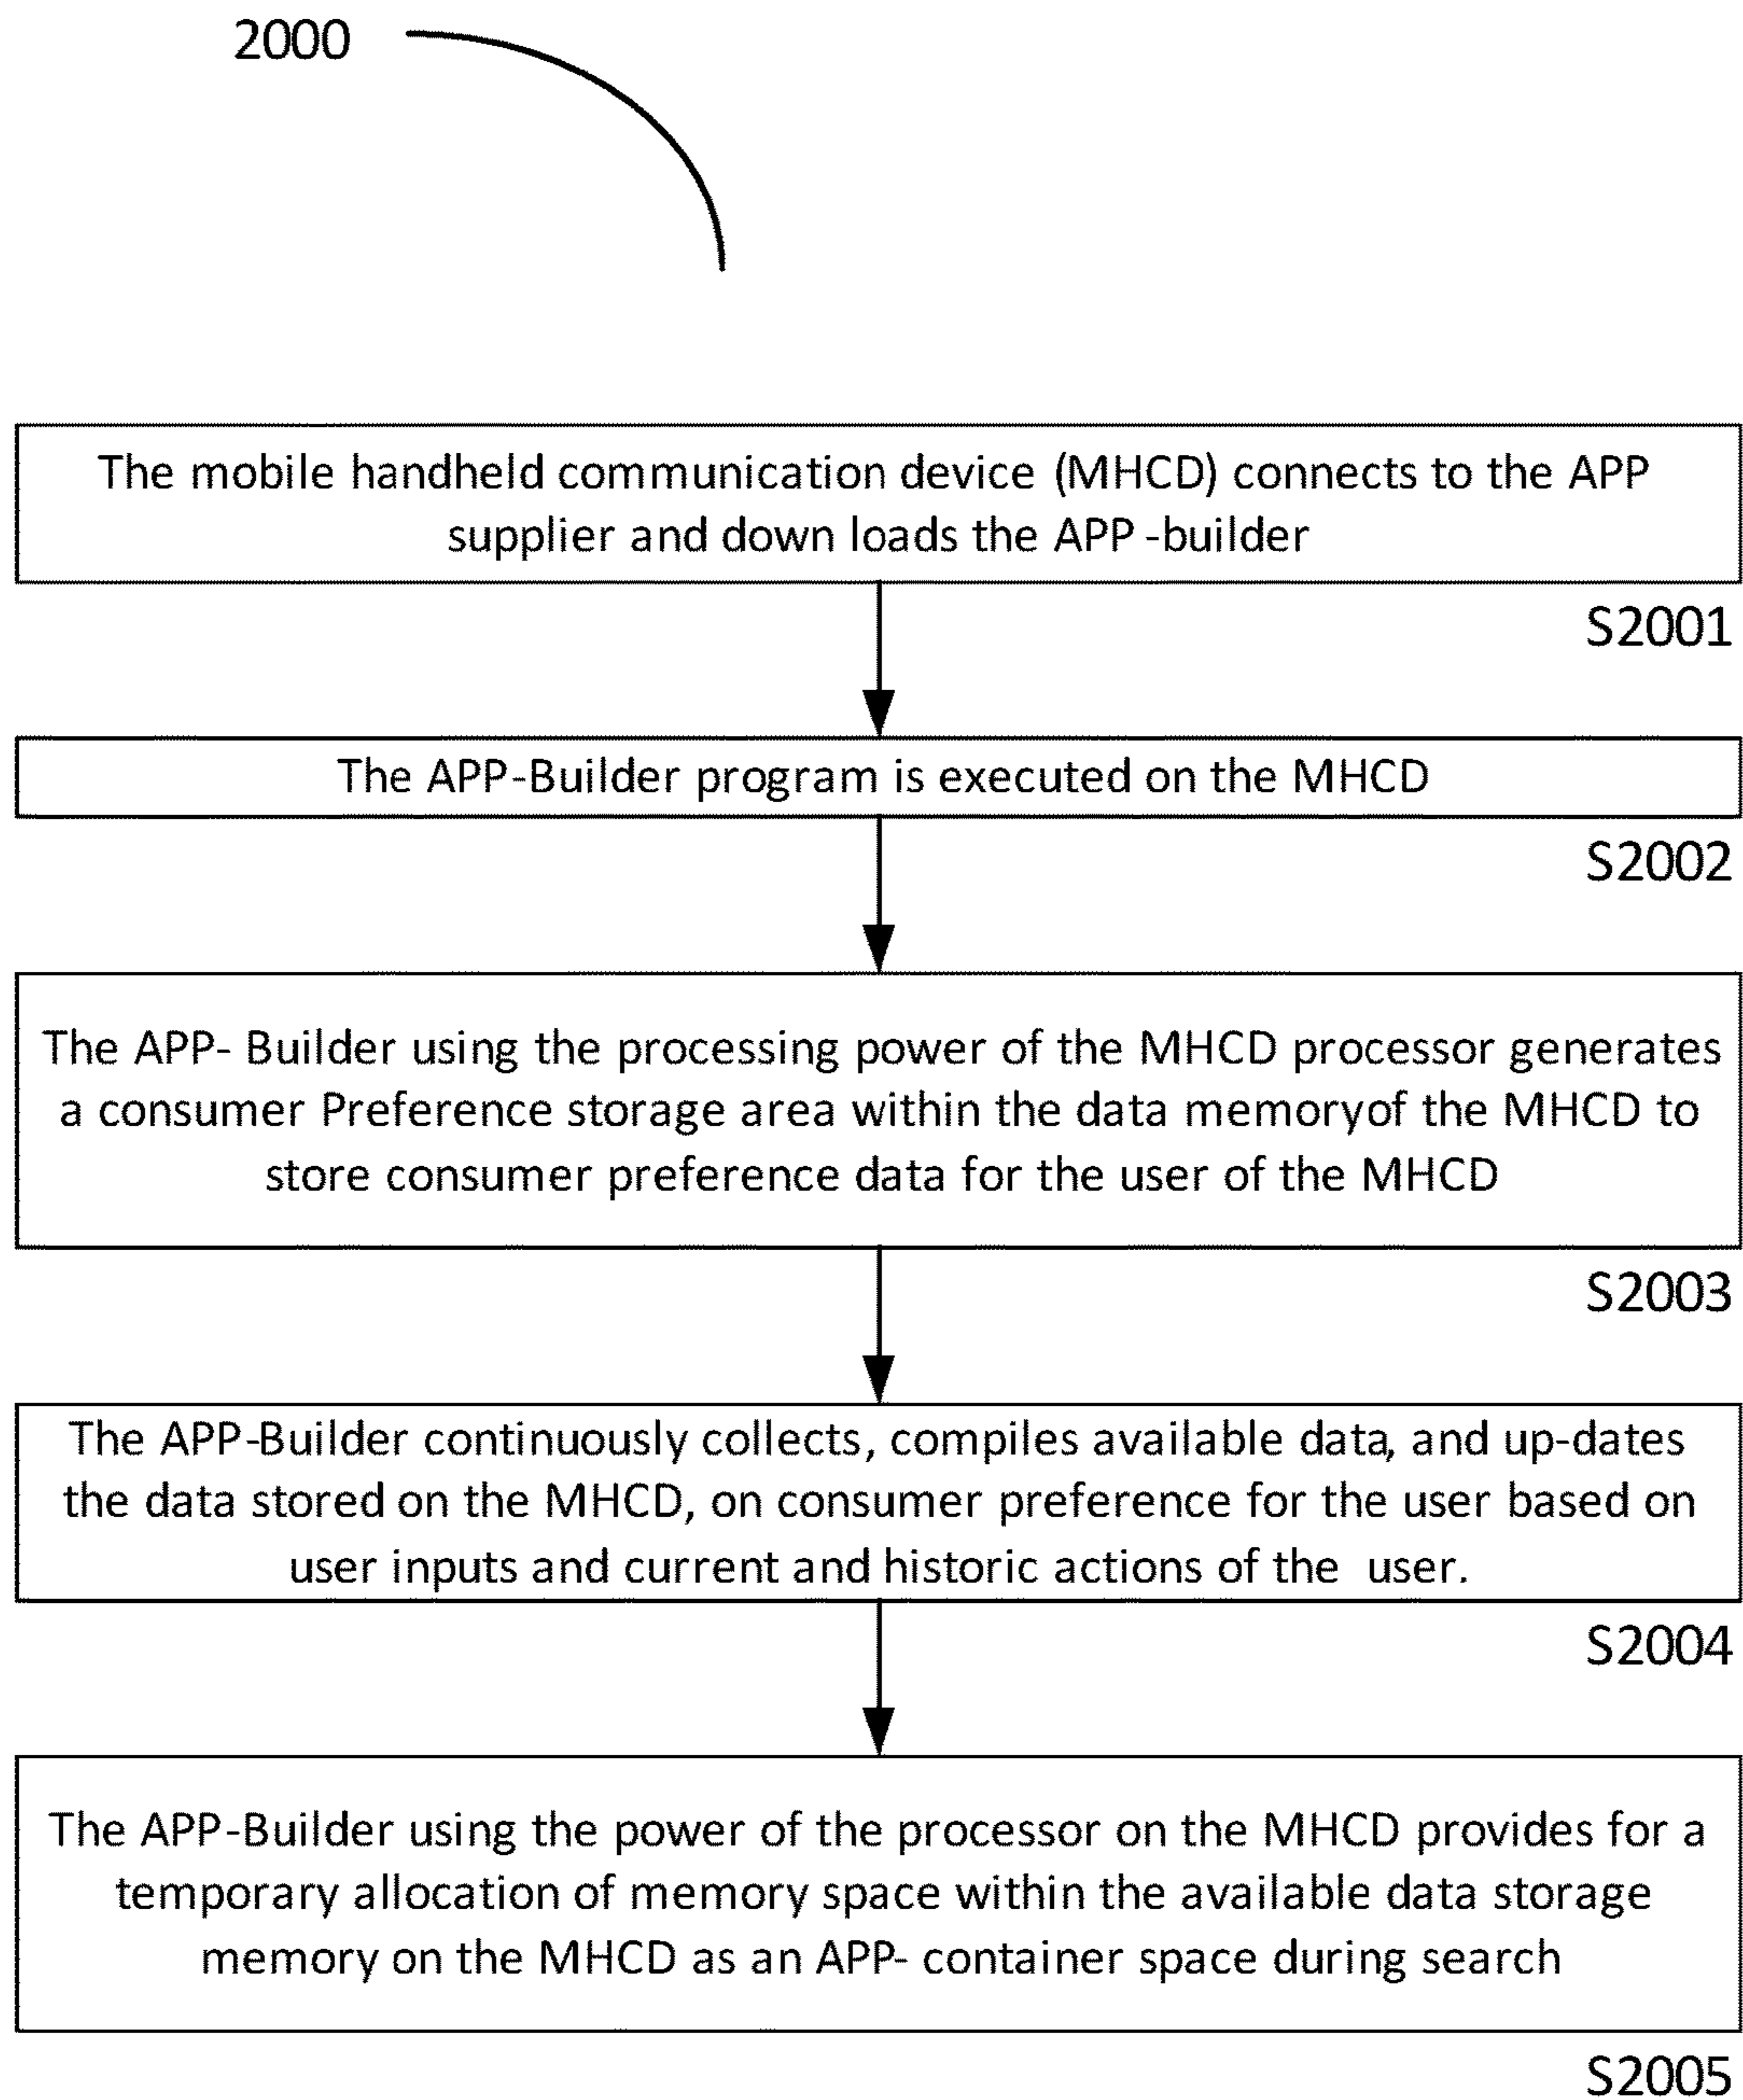 2000
The mobile handheld communication device (MHCD) connects to the APP
supplier and down loads the APP -builder
S2001
The APP-Builder program is executed on the MHCD
S2002
The APP- Builder using the processing power of the MHCD processor generates
a consumer Preference storage area within the data memoryof the MHCD to
store consumer preference data for the user of the MHCD
S2003
The APP-Builder continuously collects, compiles available data, and up-dates
the data stored on the MHCD, on consumer preference for the user based on
user inputs and current and historic actions of the  user.
S2004
The APP-Builder using the power of the processor on the MHCD provides for a
temporary allocation of memory space within the available data storage
memory on the MHCD as an APP- container space during search
S2005